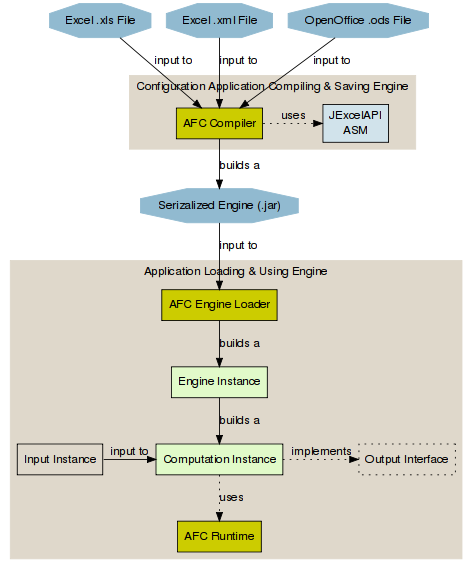 Excel .xls File
Excel .xml File
OpenOffice .ods File
input to
input to
input to
Configuration Application Compiling & Saving Engine
AFC Compiler
uses
JExcelAPI
ASM
builds a
Serizalized Engine (.jar)
input to
Application Loading & Using Engine
AFC Engine Loader
builds a
Engine Instance
builds a
Input Instance
input to
Computation Instance
implements
Output Interface
uses
AFC Runtime